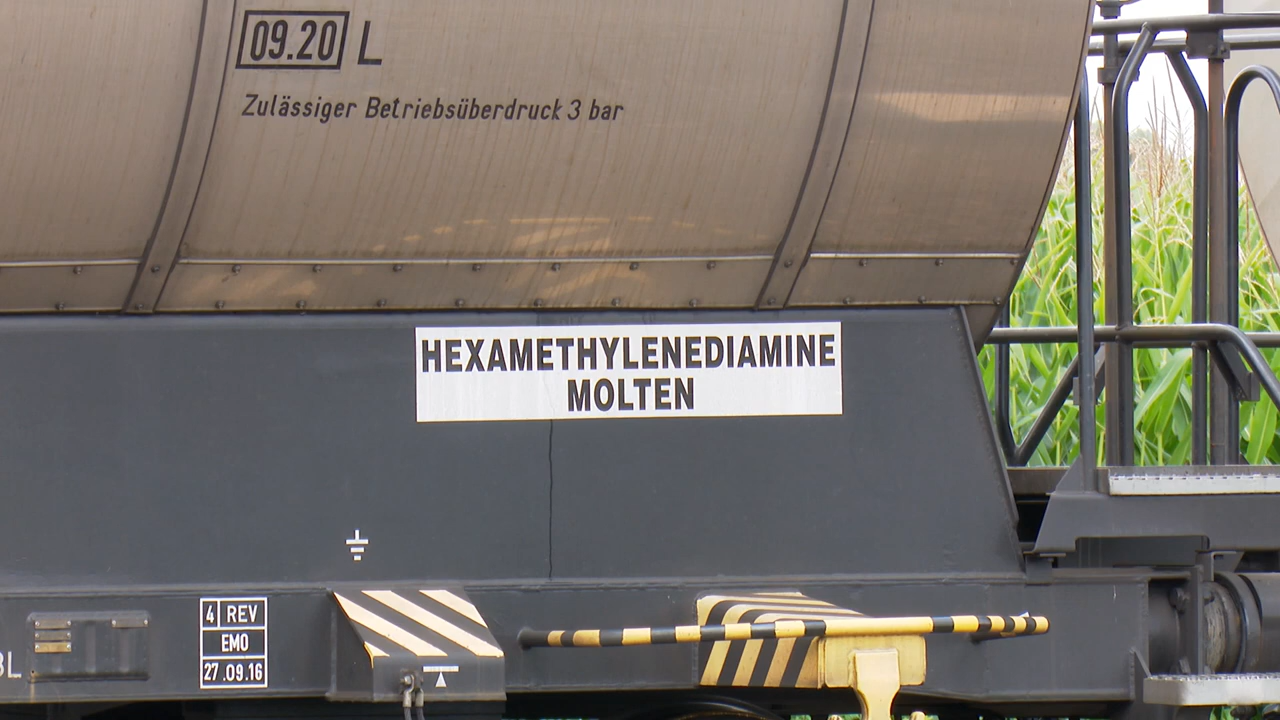 09.20 L
Zulässiger Betriebsüberdruck 3 bar
HEXAMETHYLENEDIAMINE
MOLTEN
4 REV
EMO
27.09.16